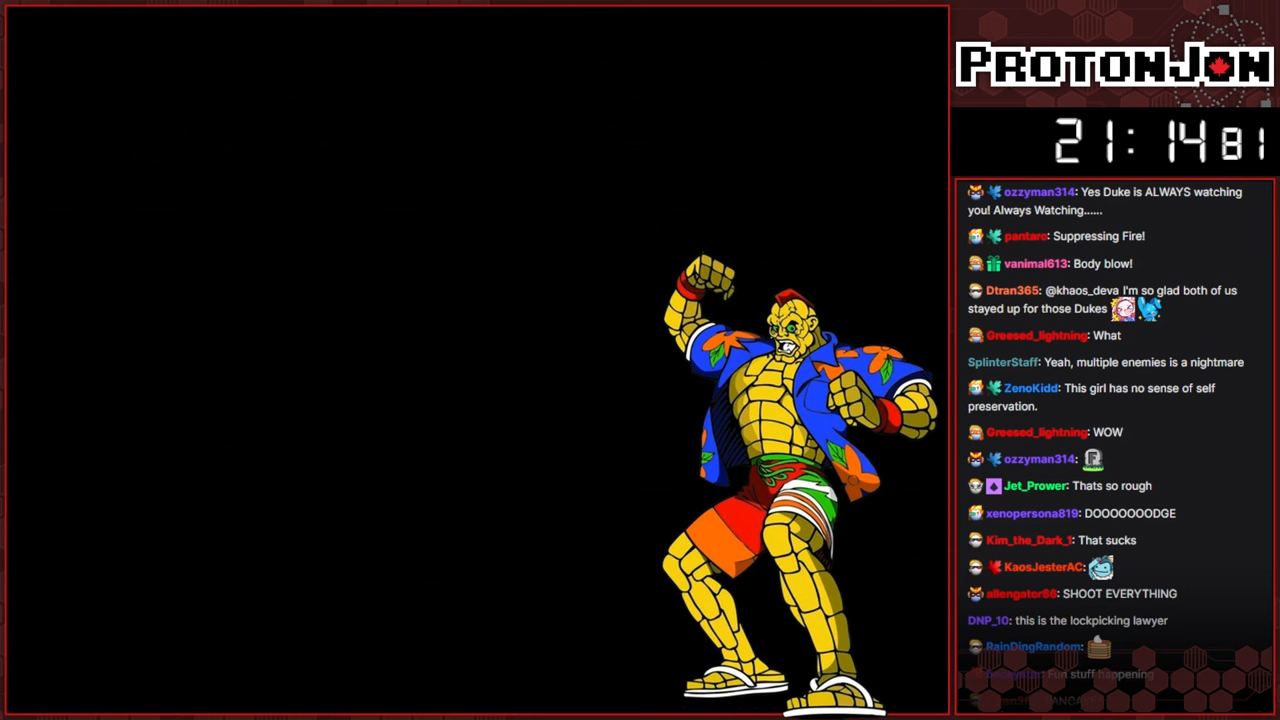 PROTONJON
21:14 81
ozzyman314: Yes Duke is ALWAYS watching
you! Always Watching......
pantaro: Suppressing Fire!
vanimal613: Body blow!
Dtran365: @khaos_deva I'm so glad both of us
stayed up for those Dukes
Greesed_lightning: What
SplinterStaff: Yeah, multiple enemies is a nightmare
ZenoKidd: This girl has no sense of self
preservation.
Greesed_lightning: WOW
ozzyman314:
Jet_Prower: Thats so rough
xenopersona819: DOOOOOOODGE
Kim_the_Dark_1: That sucks
KaosJesterAC:
allengator66: SHOOT EVERYTHING
DNP_10: this is the lockpicking lawyer
RainDingRandom:
Fun stuff happening